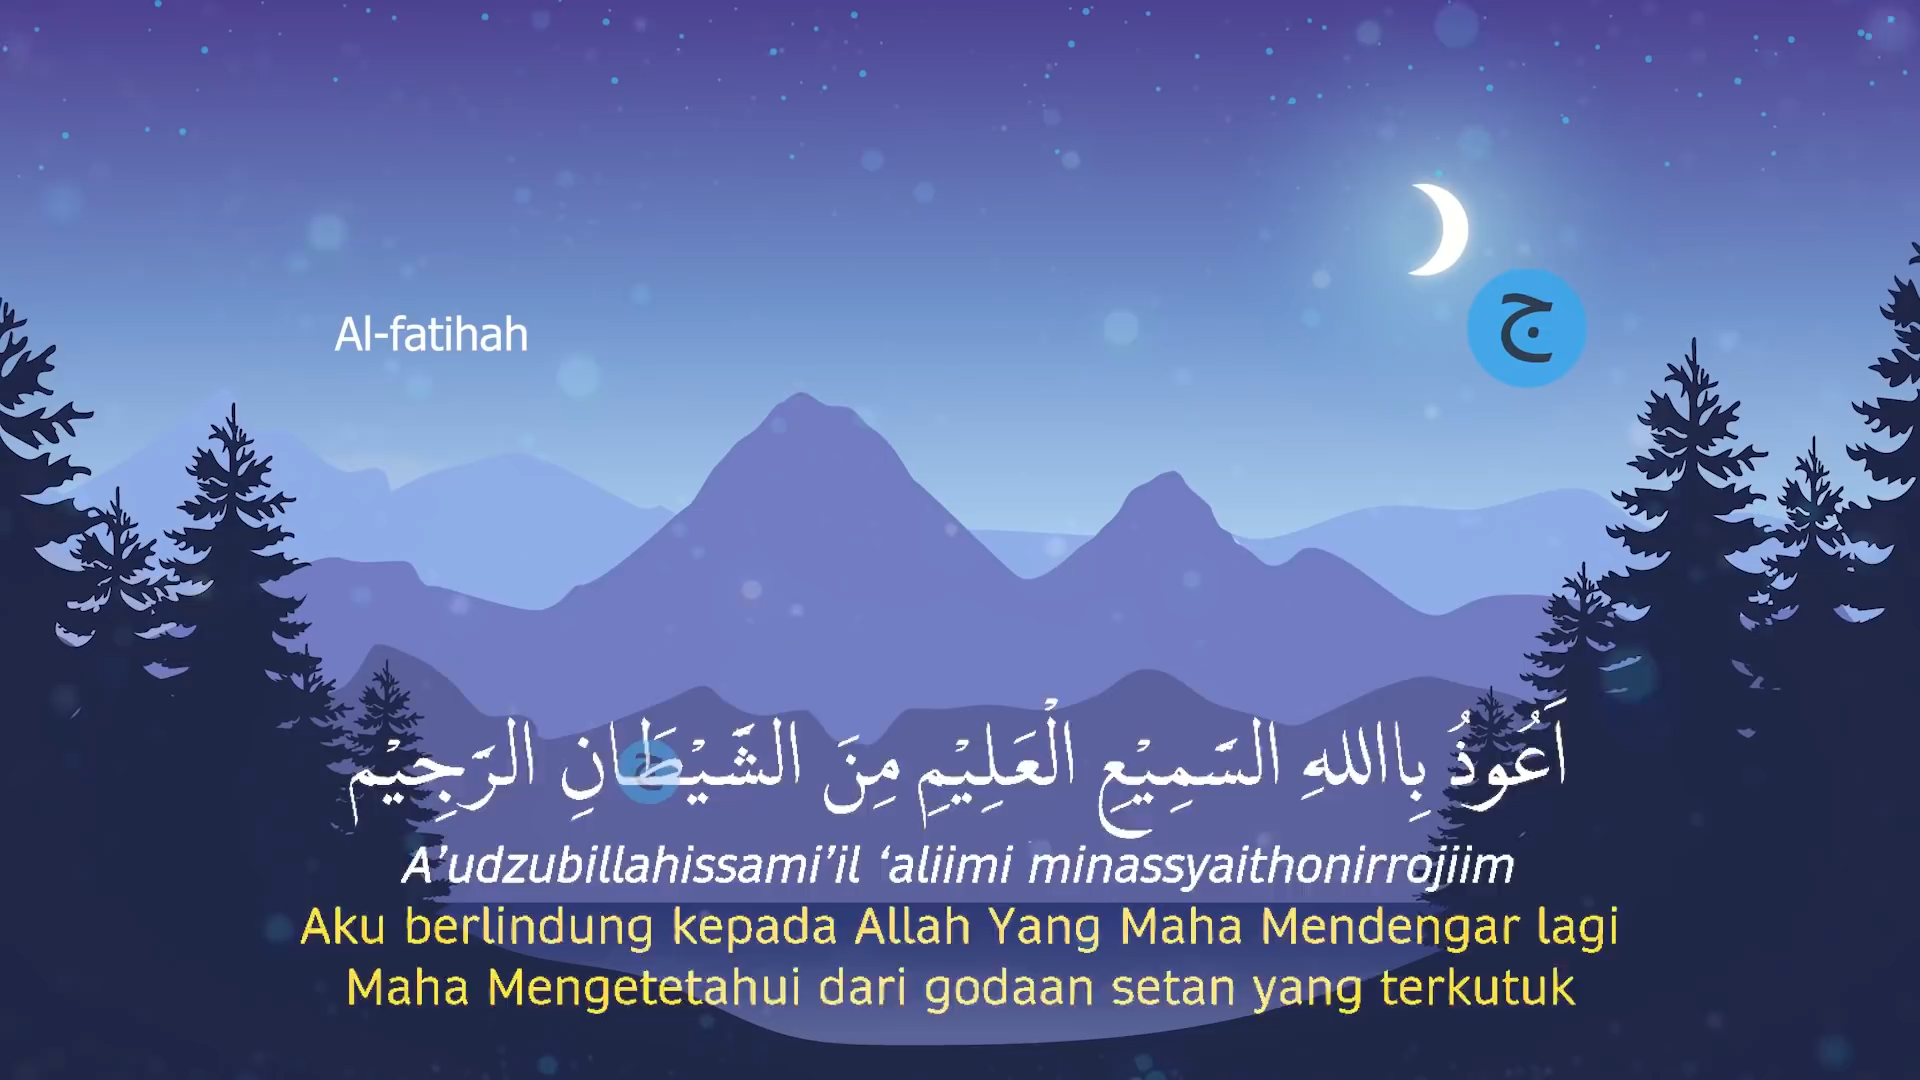 Al-fatihah
ج
اَعُوذُ بِاللهِ السَّمِيْعِ الْعَلِيْمِ مِنَ الشَّيْطَانِ الرَّجِيْم
A’udzubillahissami’il ‘aliimi minassyaithonirrojiim
Aku berlindung kepada Allah Yang Maha Mendengar lagi
Maha Mengetetahui dari godaan setan yang terkutuk